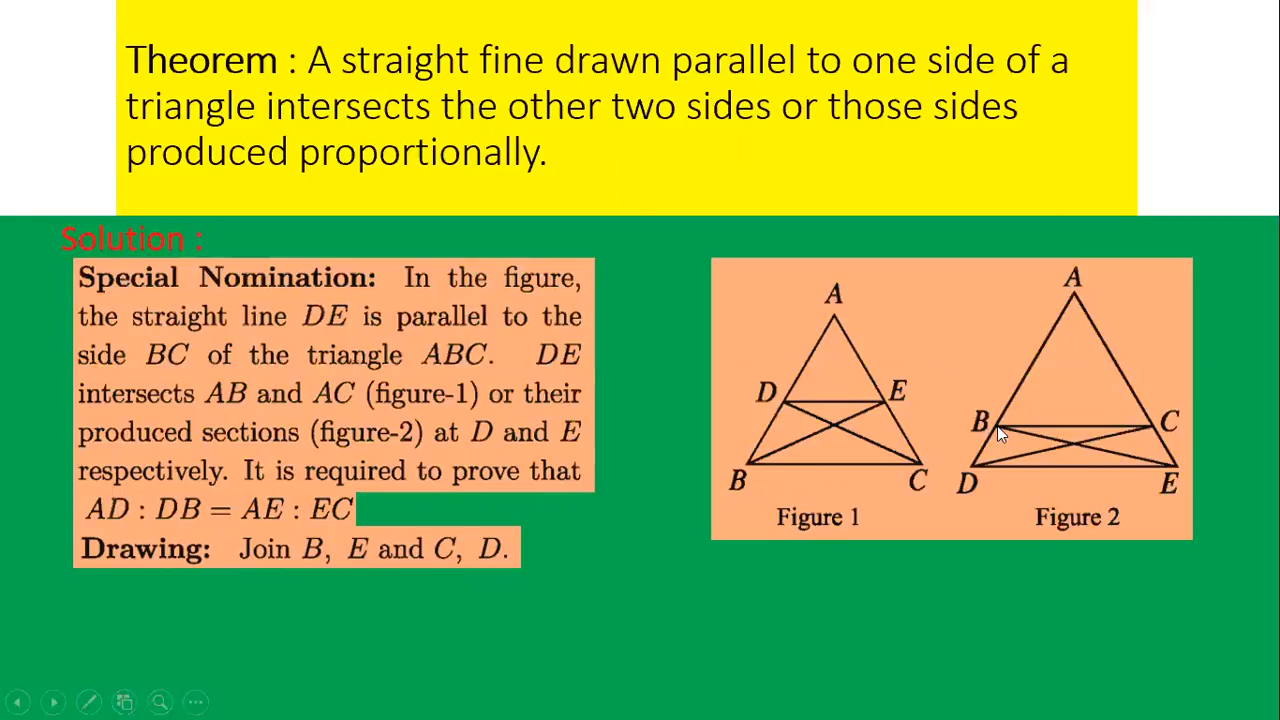 Theorem : A straight fine drawn parallel to one side of a
triangle intersects the other two sides or those sides
produced proportionally.
Solution :
Special Nomination: In the figure,
the straight line DE is parallel to the
side BC of the triangle ABC. DE
intersects AB and AC (figure-1) or their
produced sections (figure-2) at D and E
respectively. It is required to prove that
AD : DB = AE : EC
Drawing: Join B, E and C, D.
A
D
E
B
C
Figure 1
A
B
C
D
E
Figure 2